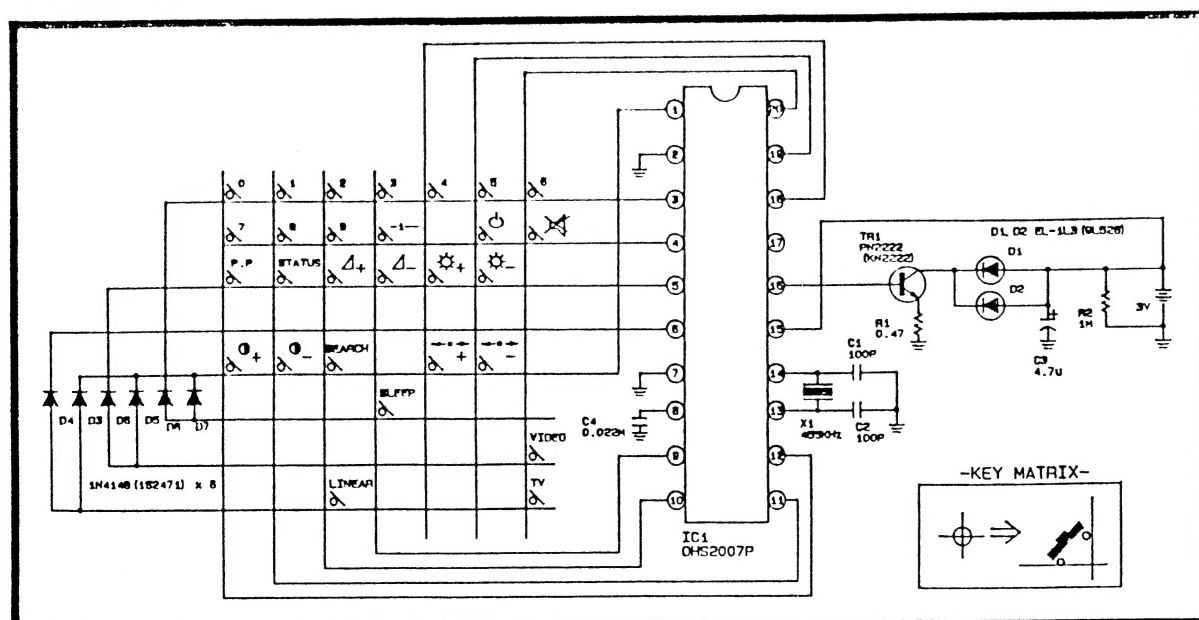 1
2
3
4
5
6
7
8
9
10
19
18
17
16
15
14
13
12
11
0 1 2 3 4 5 6
7 8 9 -1-
P.P STATUS + - + -
+ - SEARCH + -
SLEEP
VIDEO
LINEAR TV
D4 D3 D6 D5 D7
1N4148 (1S2471) x 6
C4
IC1
OHS2007P
TR1
PN2222
(KN2222)
R1
0.47
D1, D2
D1
D2
R2
1M
3V
C3
4.7U
C1
100P
X1
455KHz
C2
100P
-KEY MATRIX-